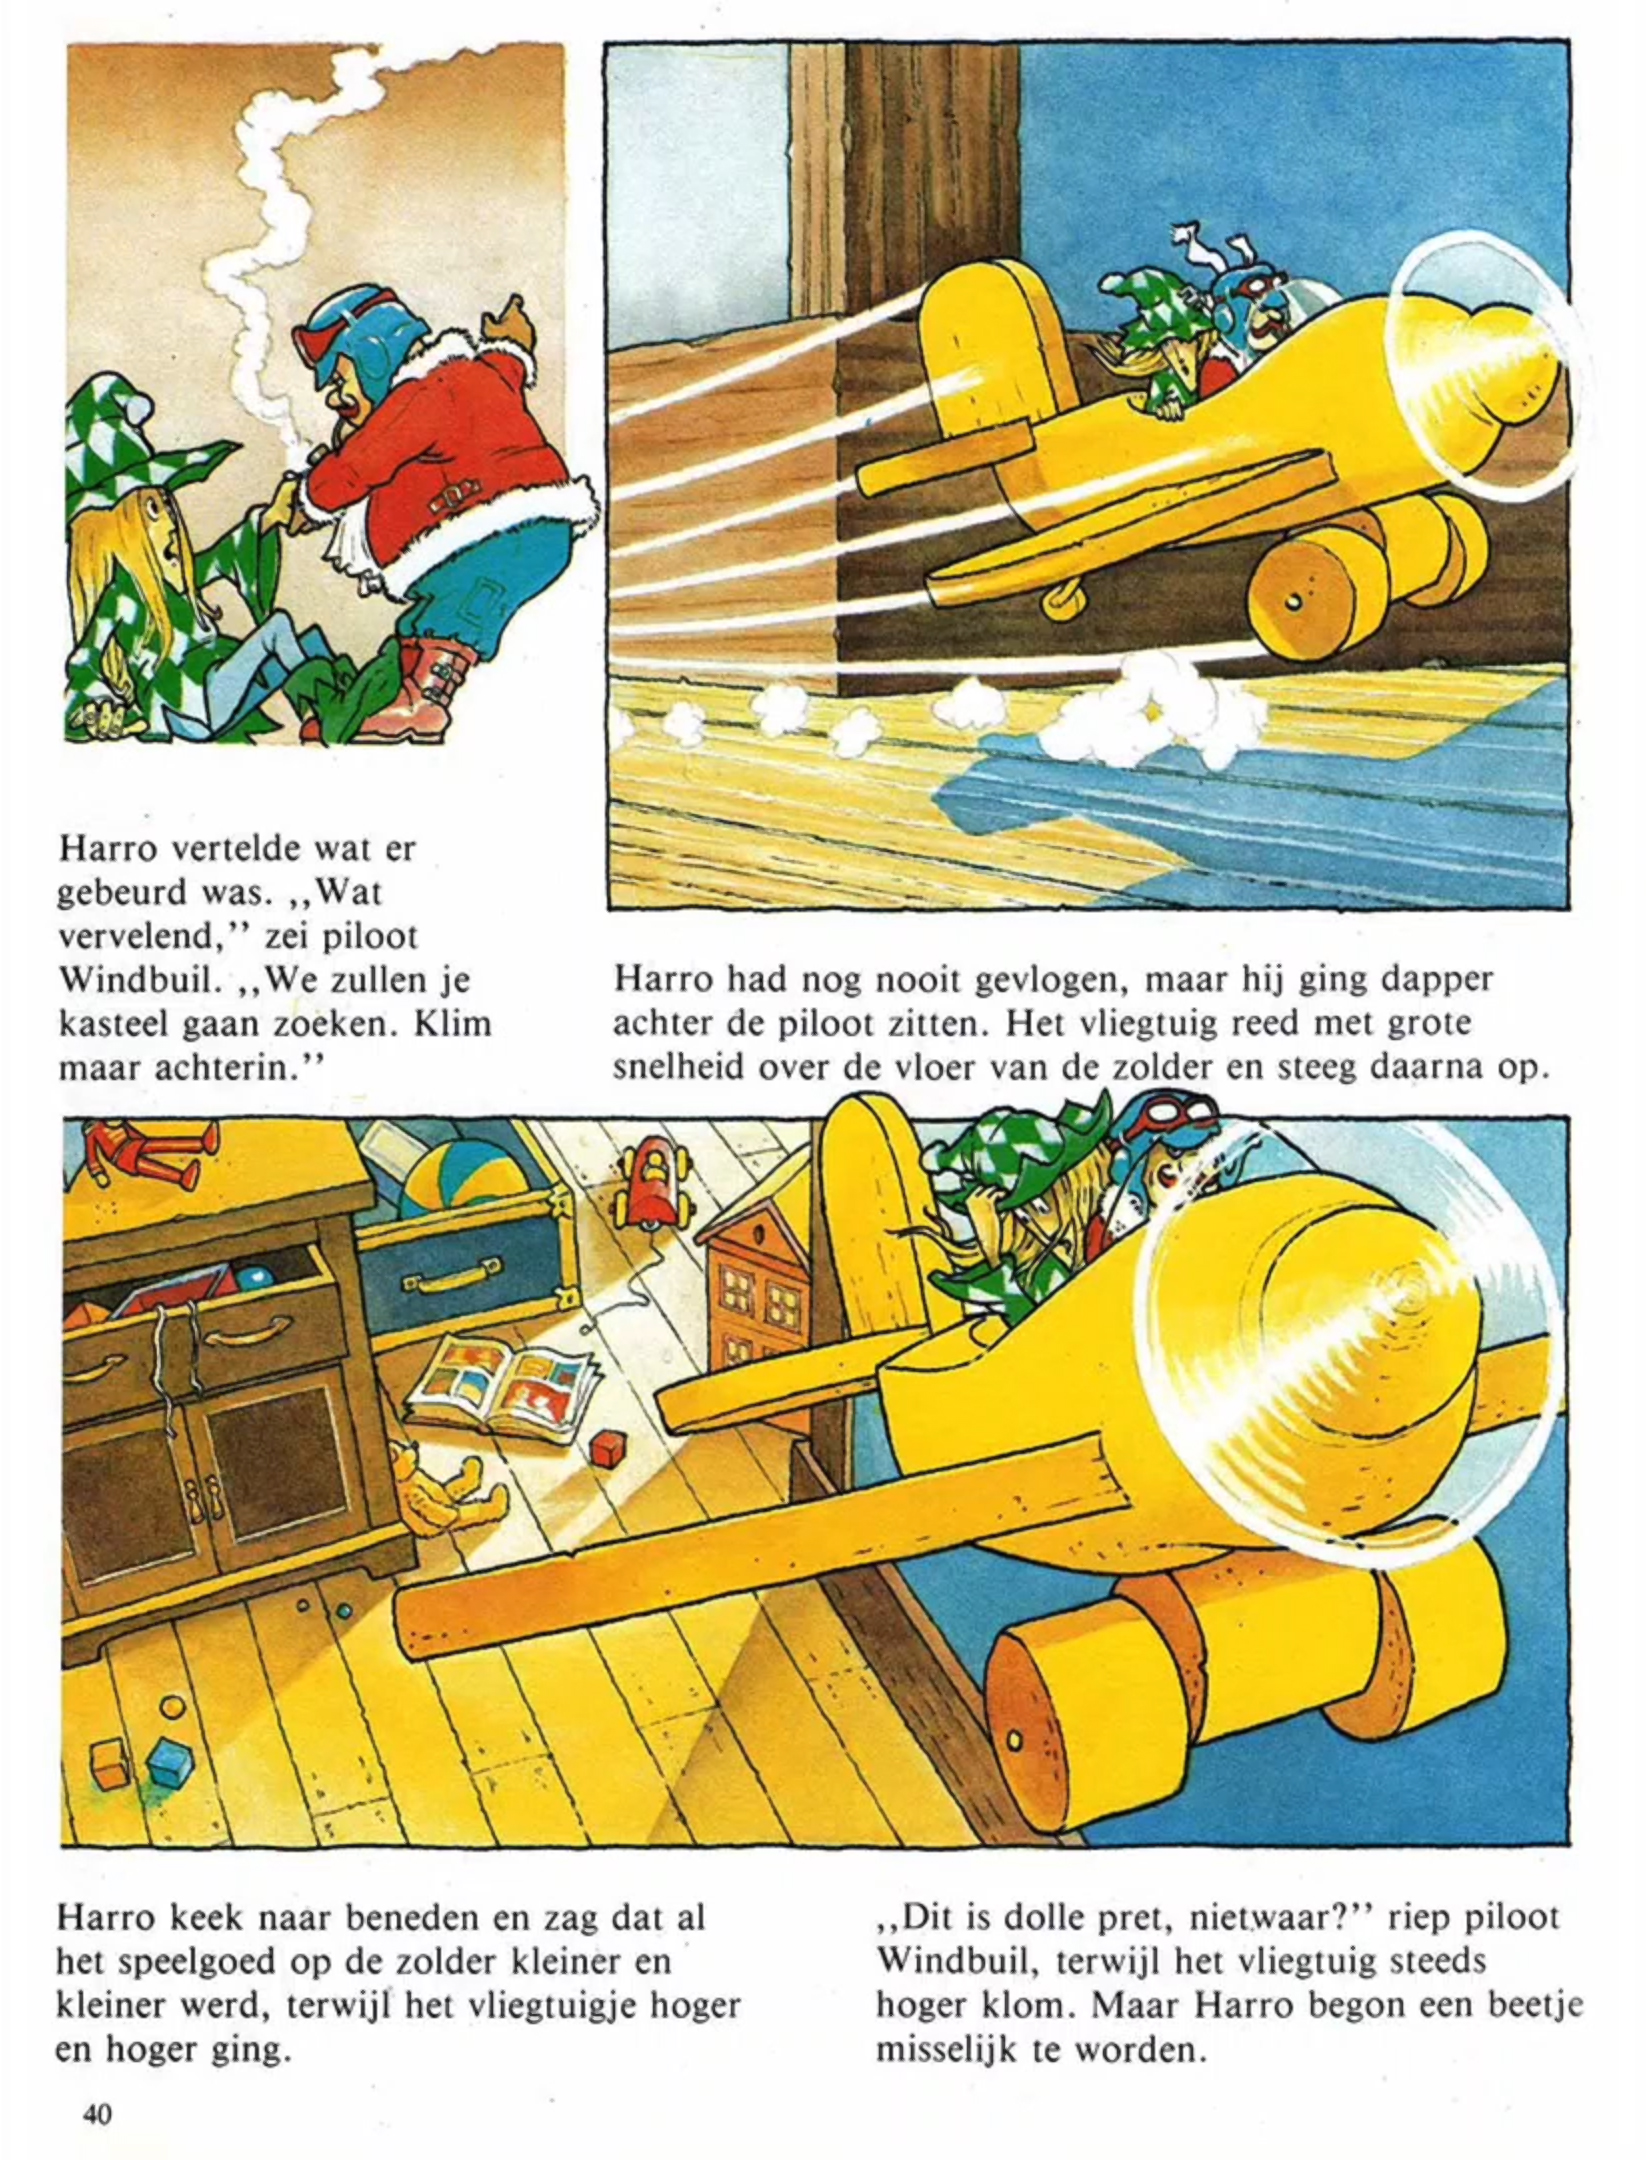 Harro vertelde wat er
gebeurd was. ,,Wat
vervelend,’’ zei piloot
Windbuil. ,,We zullen je
kasteel gaan zoeken. Klim
maar achterin.’’
Harro had nog nooit gevlogen, maar hij ging dapper
achter de piloot zitten. Het vliegtuig reed met grote
snelheid over de vloer van de zolder en steeg daarna op.
Harro keek naar beneden en zag dat al
het speelgoed op de zolder kleiner en
kleiner werd, terwijl het vliegtuigje hoger
en hoger ging.
,,Dit is dolle pret, nietwaar?’’ riep piloot
Windbuil, terwijl het vliegtuig steeds
hoger klom. Maar Harro begon een beetje
misselijk te worden.
40